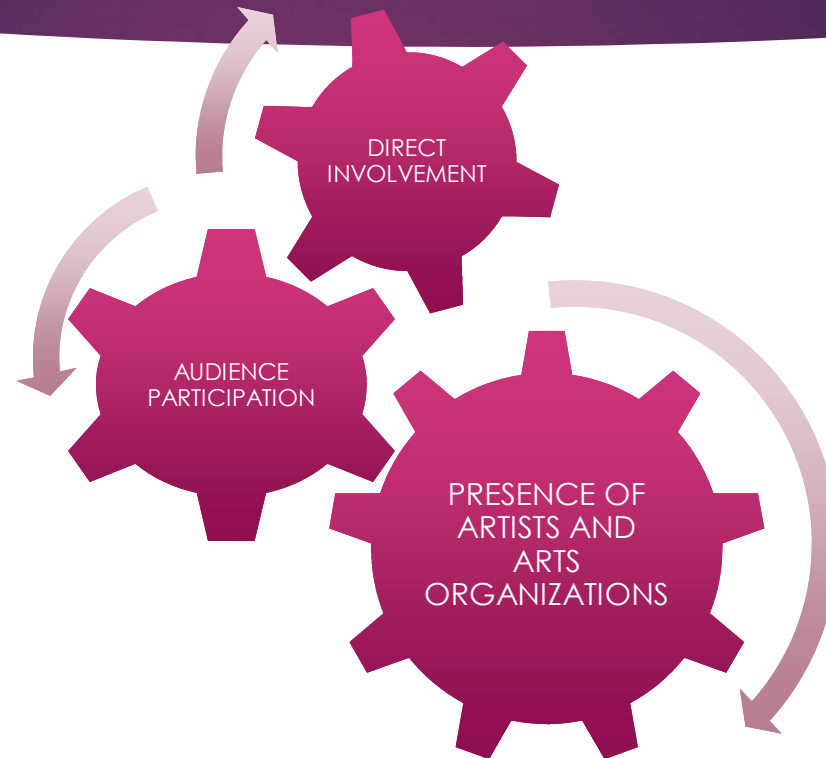 DIRECT
INVOLVEMENT
AUDIENCE
PARTICIPATION
PRESENCE OF
ARTISTS AND
ARTS
ORGANIZATIONS